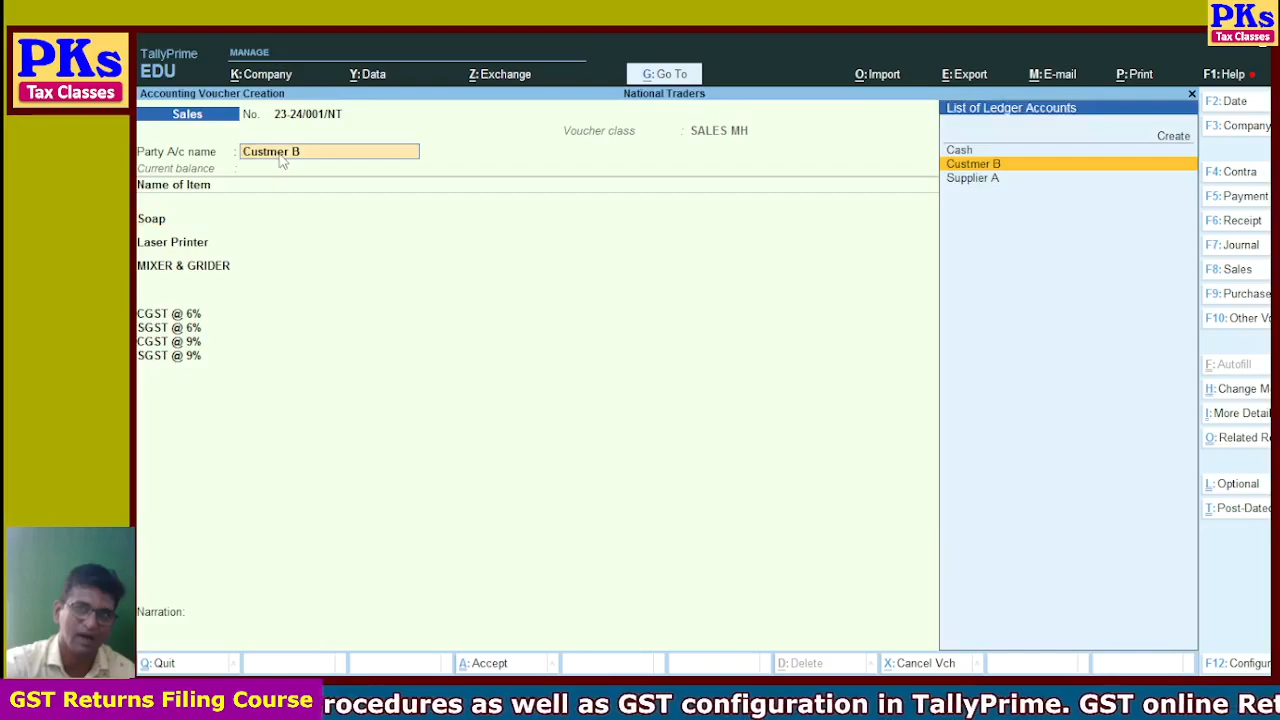 PKs
Tax Classes
PKs
Tax Classes
TallyPrime
EDU
MANAGE
K: Company
Y: Data
Z: Exchange
G: Go To
O: Import
E: Export
M: E-mail
P: Print
F1: Help
Accounting Voucher Creation
National Traders
×
Sales
No. 23-24/001/NT
Voucher class : SALES MH
Party A/c name : Custmer B
Current balance :
Name of Item
Soap
Laser Printer
MIXER & GRIDER
CGST @ 6%
SGST @ 6%
CGST @ 9%
SGST @ 9%
Narration:
List of Ledger Accounts
Create
Cash
Custmer B
Supplier A
F2: Date
F3: Company
F4: Contra
F5: Payment
F6: Receipt
F7: Journal
F8: Sales
F9: Purchase
F10: Other Vo
F: Autofill
H: Change M
I: More Detai
O: Related Re
L: Optional
T: Post-Dated
F12: Configur
Q: Quit
A: Accept
D: Delete
X: Cancel Vch
GST Returns Filing Course
rocedures as well as GST configuration in TallyPrime. GST online Ret